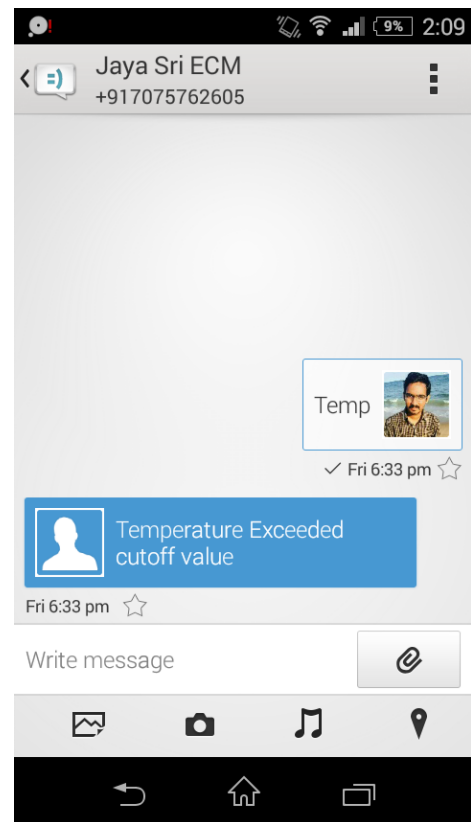 9% 2:09
Jaya Sri ECM
+917075762605
Temp
Fri 6:33 pm
Temperature Exceeded
cutoff value
Fri 6:33 pm
Write message